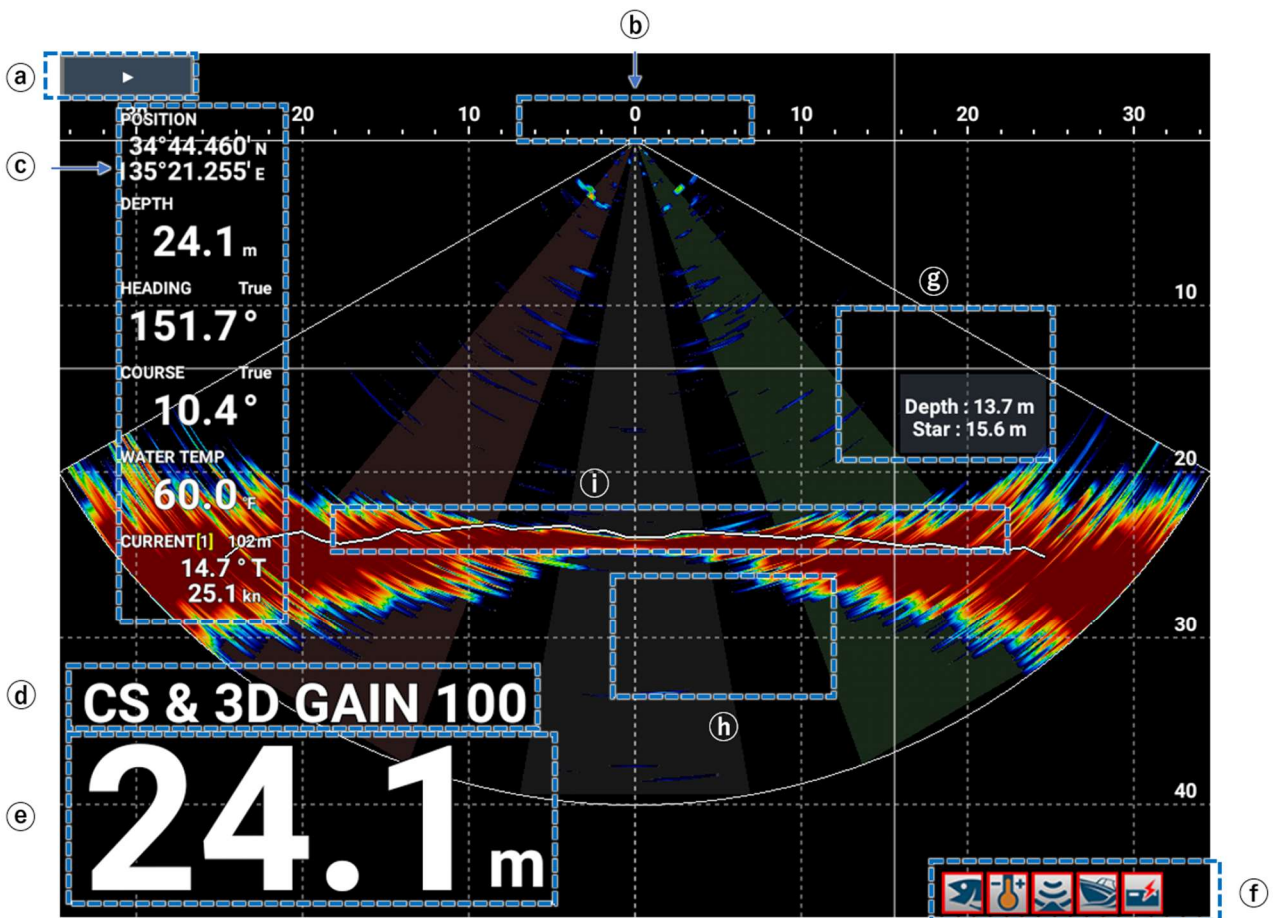 ⓑ
ⓐ
▶
20 10 0 10 20 30
POSITION
34°44.460' N
ⓒ
135°21.255' E
DEPTH
24.1 m
HEADING True
151.7°
ⓖ
10
COURSE True
10.4°
Depth : 13.7 m
Star : 15.6 m
WATER TEMP
60.0 °F
20
ⓘ
CURRENT[1] 102m
14.7 ° T
25.1 kn
30
ⓓ
CS & 3D GAIN 100
ⓗ
ⓔ
24.1 m
40
ⓕ